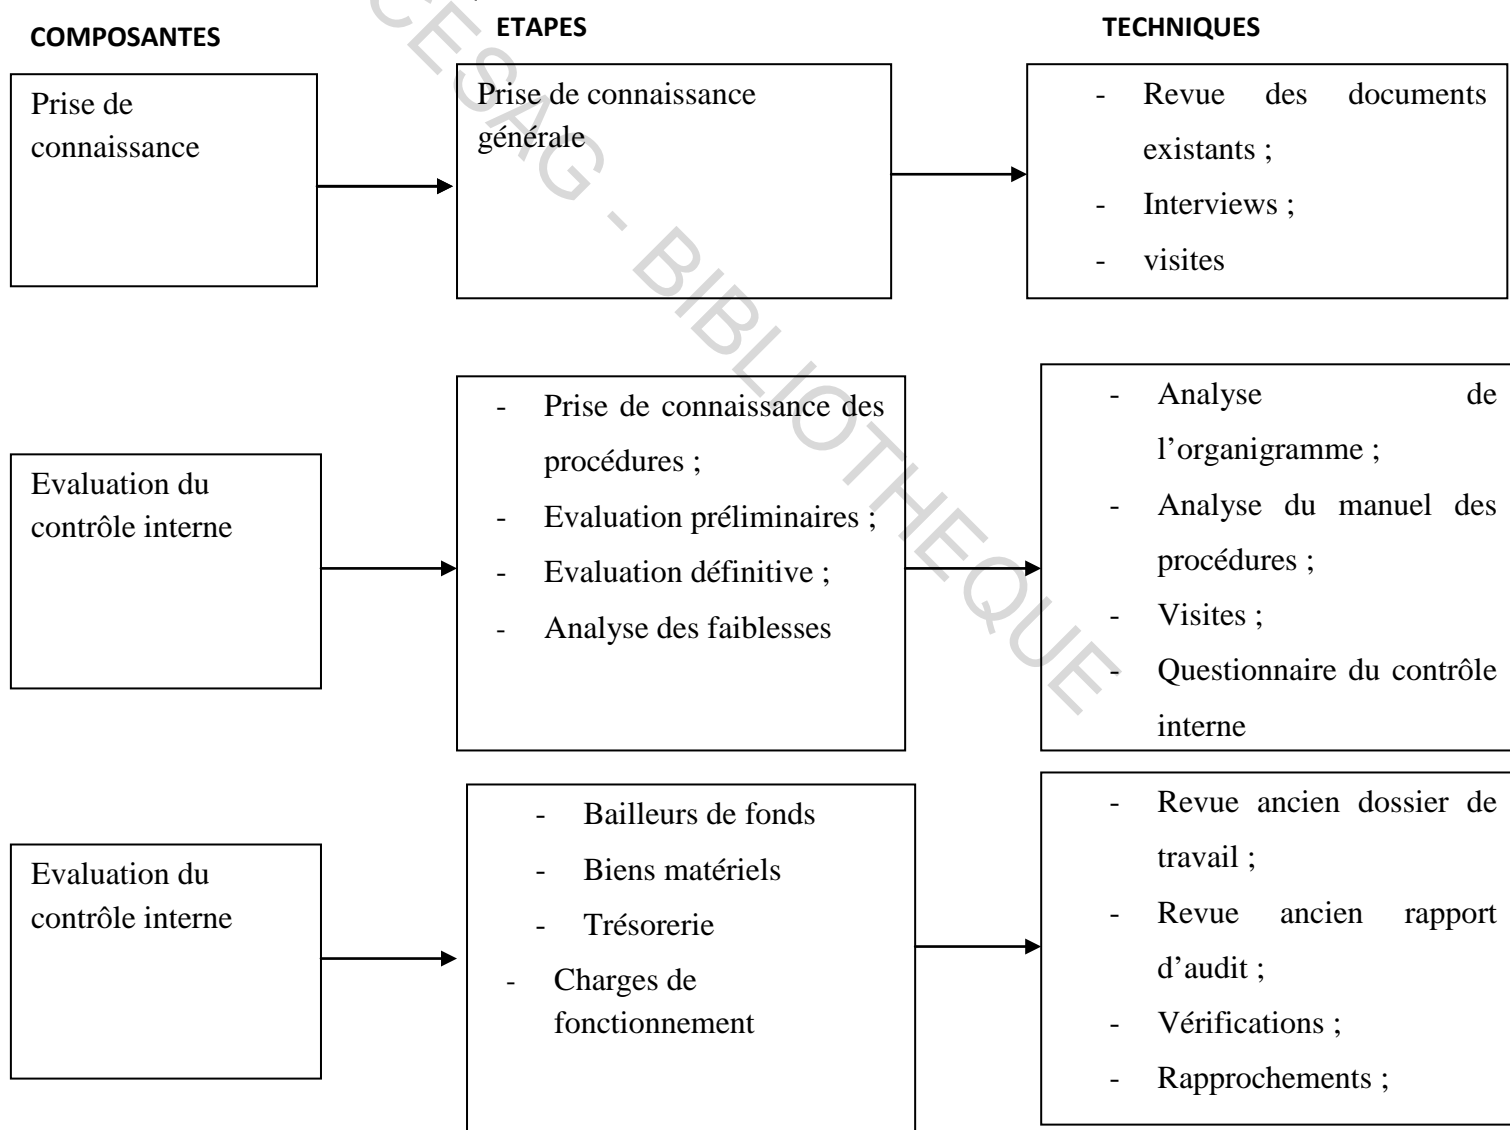 COMPOSANTES
ETAPES
TECHNIQUES
Prise de
connaissance
Prise de connaissance
générale
- Revue des documents
existants ;
- Interviews ;
- visites
Evaluation du
contrôle interne
- Prise de connaissance des
procédures ;
- Evaluation préliminaires ;
- Evaluation définitive ;
- Analyse des faiblesses
- Analyse de
l’organigramme ;
- Analyse du manuel des
procédures ;
- Visites ;
- Questionnaire du contrôle
interne
Evaluation du
contrôle interne
- Bailleurs de fonds
- Biens matériels
- Trésorerie
- Charges de
fonctionnement
- Revue ancien dossier de
travail ;
- Revue ancien rapport
d’audit ;
- Vérifications ;
- Rapprochements ;
CESAG - BIBLIOTHEQUE